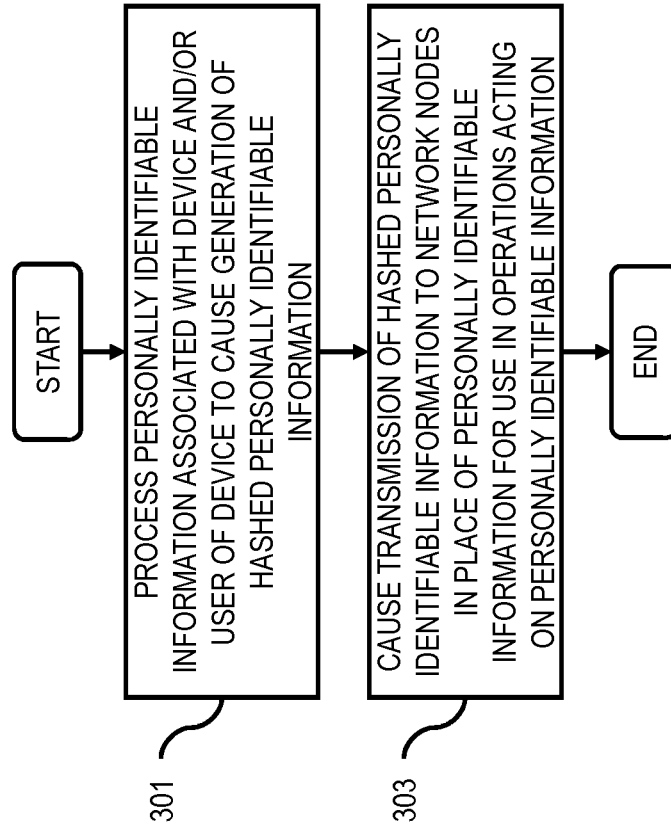 START
301
PROCESS PERSONALLY IDENTIFIABLE
INFORMATION ASSOCIATED WITH DEVICE AND/OR
USER OF DEVICE TO CAUSE GENERATION OF
HASHED PERSONALLY IDENTIFIABLE
INFORMATION
303
CAUSE TRANSMISSION OF HASHED PERSONALLY
IDENTIFIABLE INFORMATION TO NETWORK NODES
IN PLACE OF PERSONALLY IDENTIFIABLE
INFORMATION FOR USE IN OPERATIONS ACTING
ON PERSONALLY IDENTIFIABLE INFORMATION
END